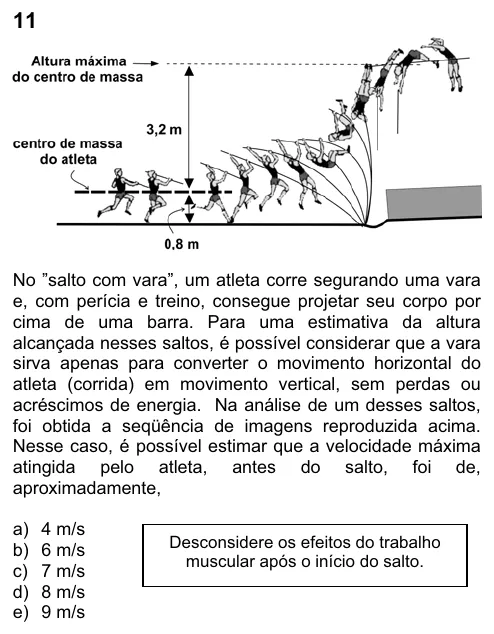 11
Altura máxima
do centro de massa
3,2 m
centro de massa
do atleta
0,8 m
No "salto com vara", um atleta corre segurando uma vara
e, com perícia e treino, consegue projetar seu corpo por
cima de uma barra. Para uma estimativa da altura
alcançada nesses saltos, é possível considerar que a vara
sirva apenas para converter o movimento horizontal do
atleta (corrida) em movimento vertical, sem perdas ou
acréscimos de energia. Na análise de um desses saltos,
foi obtida a seqüência de imagens reproduzida acima.
Nesse caso, é possível estimar que a velocidade máxima
atingida pelo atleta, antes do salto, foi de,
aproximadamente,
a) 4 m/s
b) 6 m/s
c) 7 m/s
d) 8 m/s
e) 9 m/s
Desconsidere os efeitos do trabalho
muscular após o início do salto.